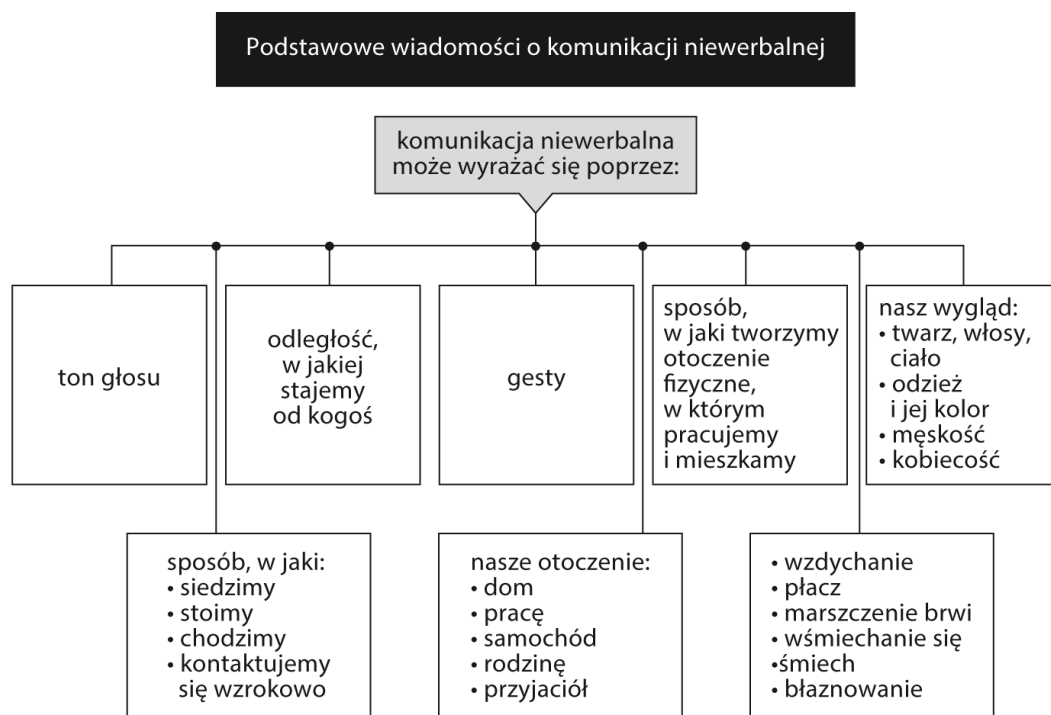 Podstawowe wiadomości o komunikacji niewerbalnej
komunikacja niewerbalna
może wyrażać się poprzez:
ton głosu
odległość,
w jakiej
stajemy
od kogoś
gesty
sposób,
w jaki tworzymy
otoczenie
fizyczne,
w którym
pracujemy
i mieszkamy
nasz wygląd:
• twarz, włosy,
ciało
• odzież
i jej kolor
• męskość
• kobiecość
sposób, w jaki:
• siedzimy
• stoimy
• chodzimy
• kontaktujemy
się wzrokowo
nasze otoczenie:
• dom
• pracę
• samochód
• rodzinę
• przyjaciół
• wzdychanie
• płacz
• marszczenie brwi
• wśmiechanie się
•śmiech
• błaznowanie